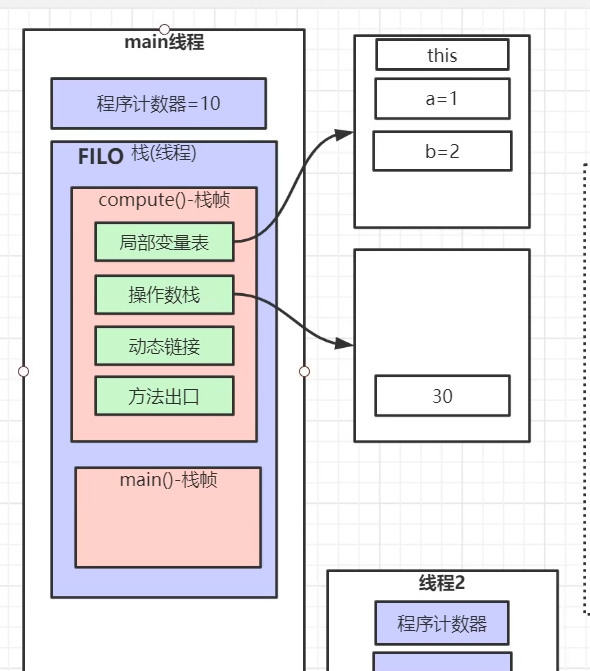 main线程
程序计数器=10
FILO 栈(线程)
compute()-栈帧
局部变量表
操作数栈
动态链接
方法出口
main()-栈帧
this
a=1
b=2
30
线程2
程序计数器